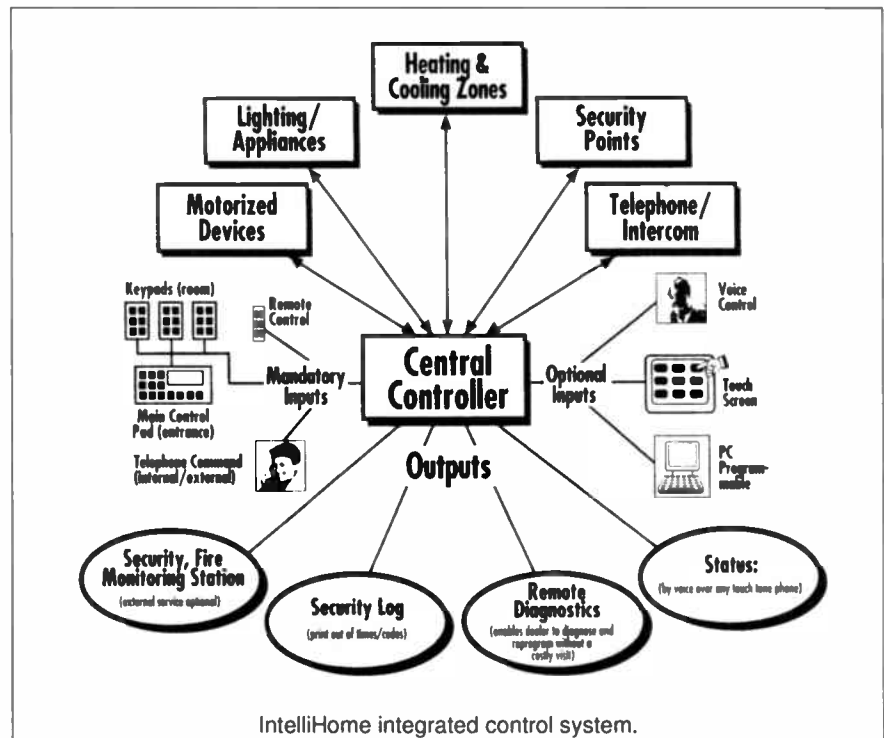 Heating &
Cooling Zones
Lighting/
Appliances
Security
Points
Motorized
Devices
Telephone/
Intercom
Keypads (room)
Remote
Control
Voice
Control
Mandatory
Inputs
Central
Controller
Optional
Inputs
Touch
Screen
Main Control
Pad (entrance)
Telephone Command
(internal/external)
Outputs
PC
Program-
mable
Security, Fire
Monitoring Station
(external service optional)
Security Log
(print out of times/codes)
Remote
Diagnostics
(enables dealer to diagnose and
reprogram without a
costly visit)
Status:
(by voice over any touch tone phone)
IntelliHome integrated control system.